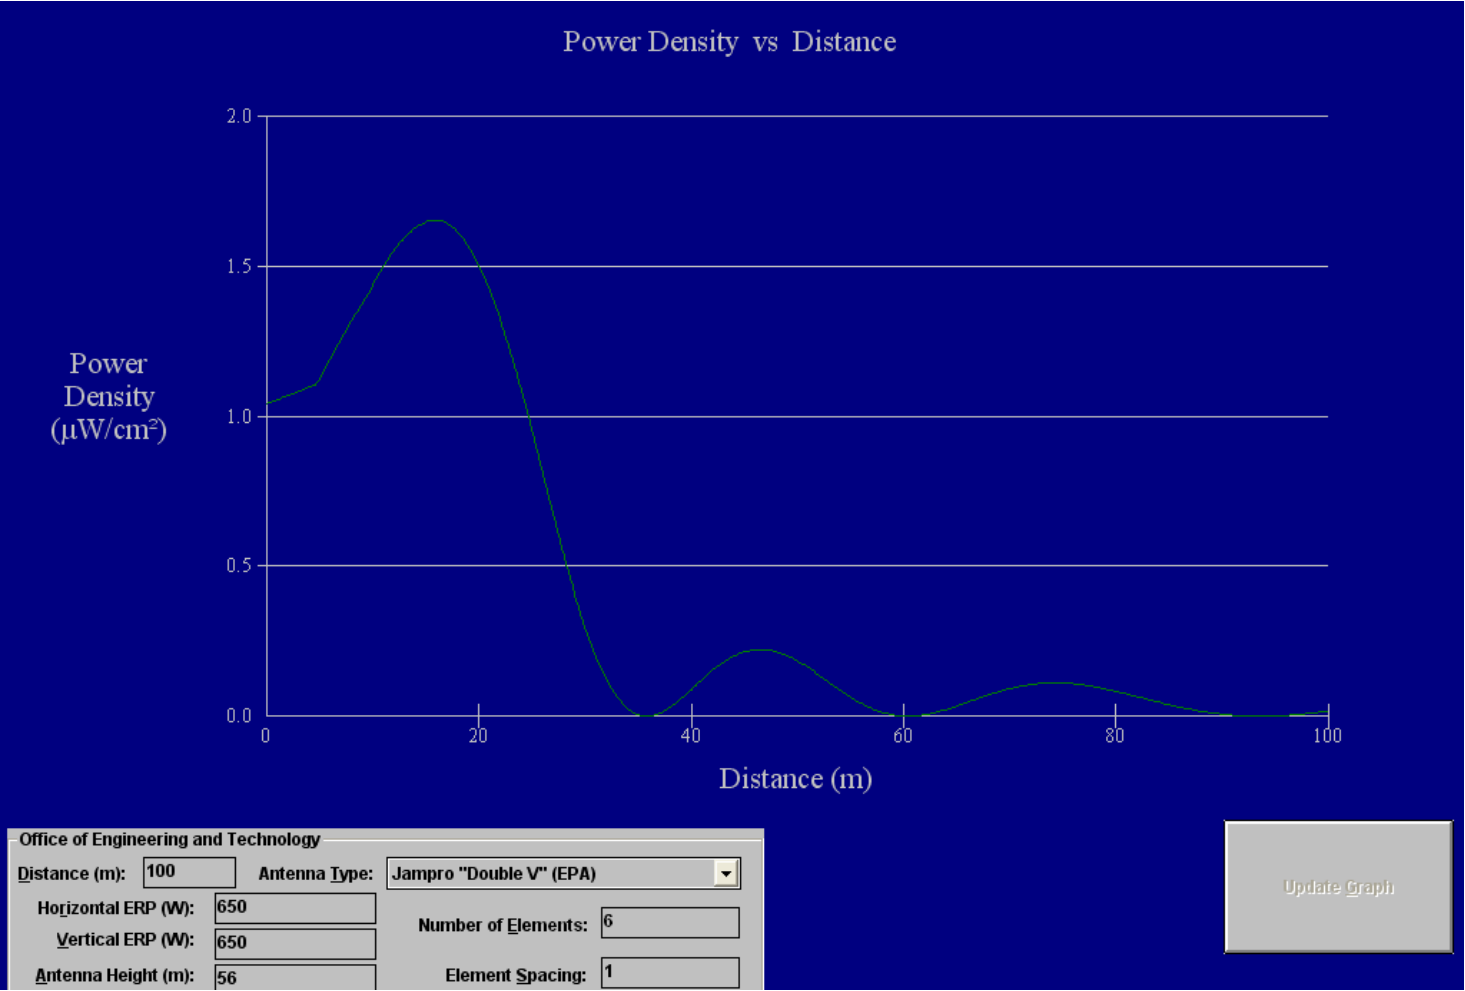 Power Density vs Distance
2.0
1.5
Power
Density
(µW/cm²)
1.0
0.5
0.0
0 20 40 60 80 100
Distance (m)
Office of Engineering and Technology
Distance (m): 100 Antenna Type: Jampro "Double V" (EPA)
Horizontal ERP (W): 650
Number of Elements: 6
Vertical ERP (W): 650
Antenna Height (m): 56 Element Spacing: 1
Update Graph